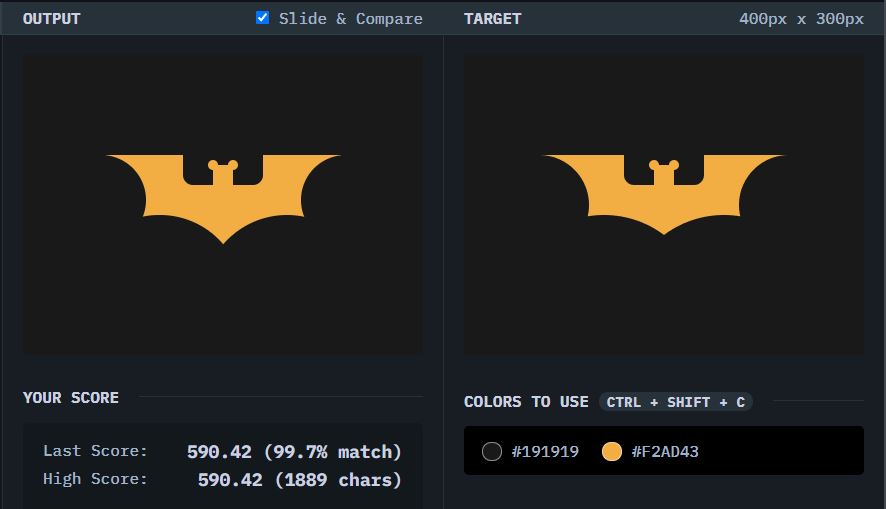 OUTPUT
Slide & Compare
TARGET
400px x 300px
YOUR SCORE
Last Score: 590.42 (99.7% match)
High Score: 590.42 (1889 chars)
COLORS TO USE CTRL + SHIFT + C
#191919 #F2AD43